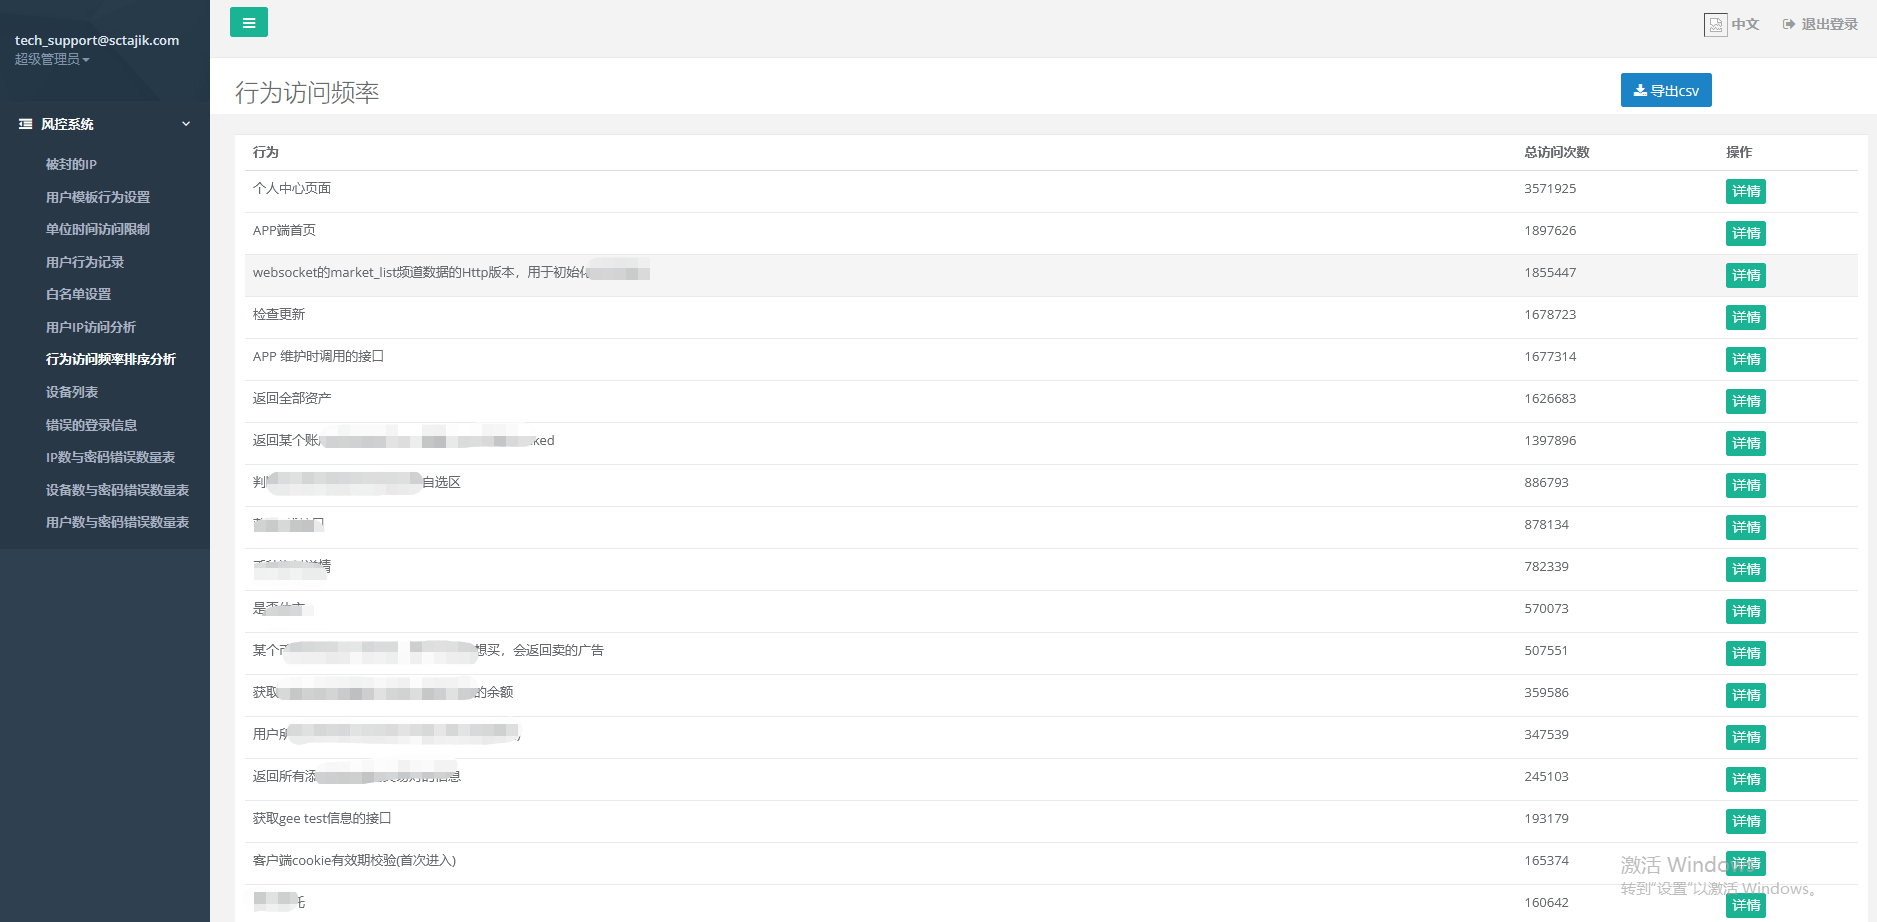 tech_support@sctajik.com
超级管理员
中文
退出登录
风控系统
被封的IP
用户模板行为设置
单位时间访问限制
用户行为记录
白名单设置
用户IP访问分析
行为访问频率排序分析
设备列表
错误的登录信息
IP数与密码错误数量表
设备数与密码错误数量表
用户数与密码错误数量表
行为访问频率
导出csv
行为 总访问次数 操作
个人中心页面 3571925 详情
APP端首页 1897626 详情
websocket的market_list频道数据的Http版本，用于初始化 1855447 详情
检查更新 1678723 详情
APP 维护时调用的接口 1677314 详情
返回全部资产 1626683 详情
返回某个账 ked 1397896 详情
判 自选区 886793 详情
878134 详情
情 782339 详情
是否 570073 详情
某个 想买，会返回卖的广告 507551 详情
获取 的余额 359586 详情
用户 347539 详情
返回所有添 的信息 245103 详情
获取gee test信息的接口 193179 详情
客户端cookie有效期校验(首次进入) 165374 详情
托 160642 详情
激活 Windows
转到“设置”以激活 Windows。